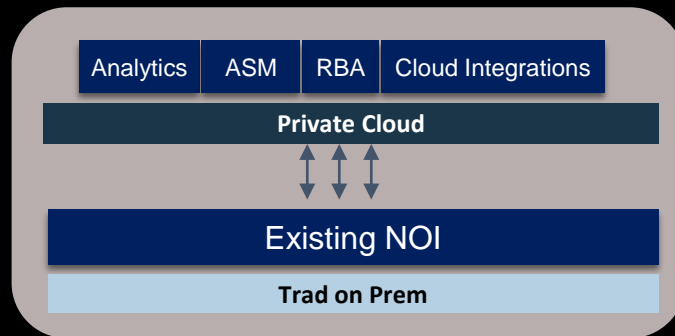 Analytics ASM RBA Cloud Integrations
Private Cloud
Existing NOI
Trad on Prem